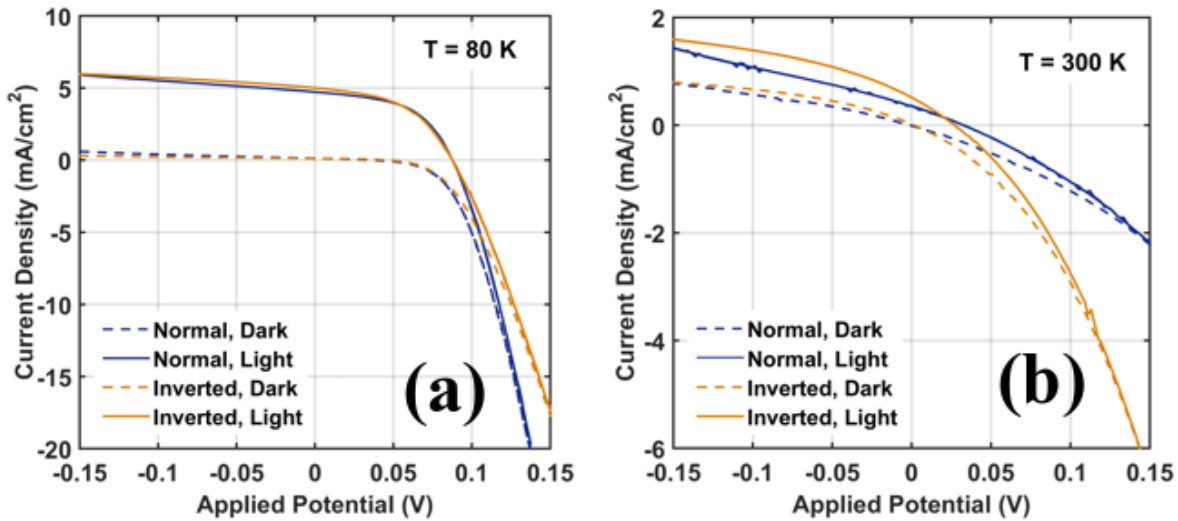 T = 80 K
10
5
0
-5
-10
-15
-20
Current Density (mA/cm²)
Normal, Dark
Normal, Light
Inverted, Dark
Inverted, Light
(a)
-0.15 -0.1 -0.05 0 0.05 0.1 0.15
Applied Potential (V)
T = 300 K
2
0
-2
-4
-6
Current Density (mA/cm²)
Normal, Dark
Normal, Light
Inverted, Dark
Inverted, Light
(b)
-0.15 -0.1 -0.05 0 0.05 0.1 0.15
Applied Potential (V)